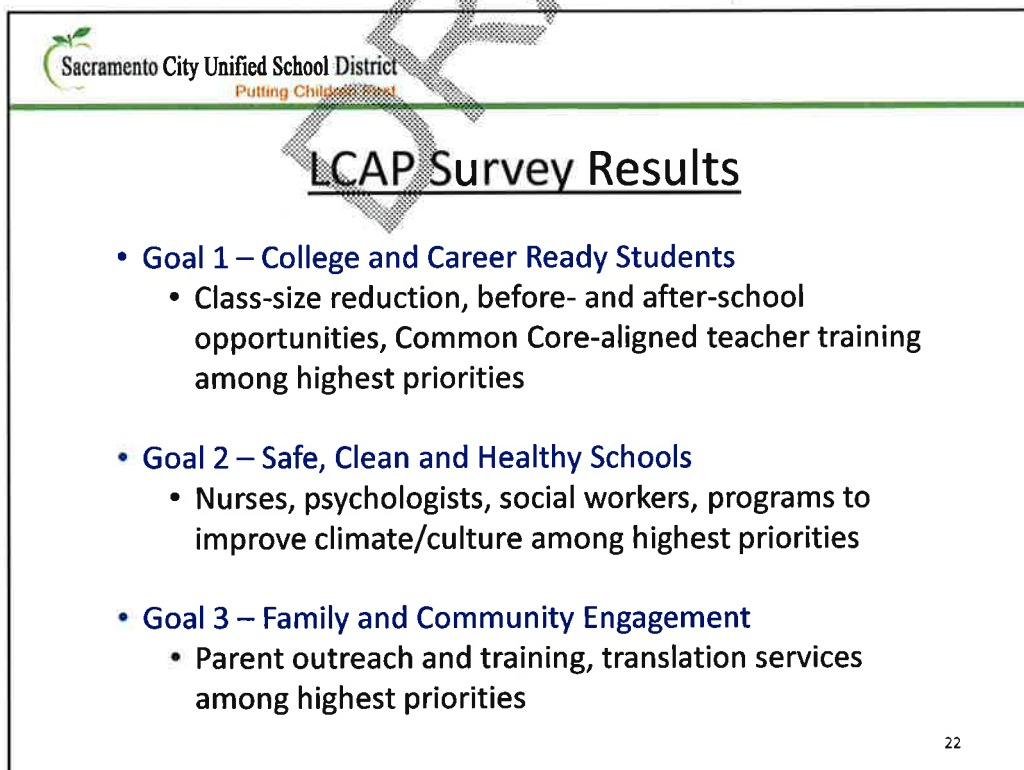 Sacramento City Unified School District
Putting Children First
LCAP Survey Results
• Goal 1 – College and Career Ready Students
• Class-size reduction, before- and after-school
opportunities, Common Core-aligned teacher training
among highest priorities
• Goal 2 – Safe, Clean and Healthy Schools
• Nurses, psychologists, social workers, programs to
improve climate/culture among highest priorities
• Goal 3 – Family and Community Engagement
• Parent outreach and training, translation services
among highest priorities
22